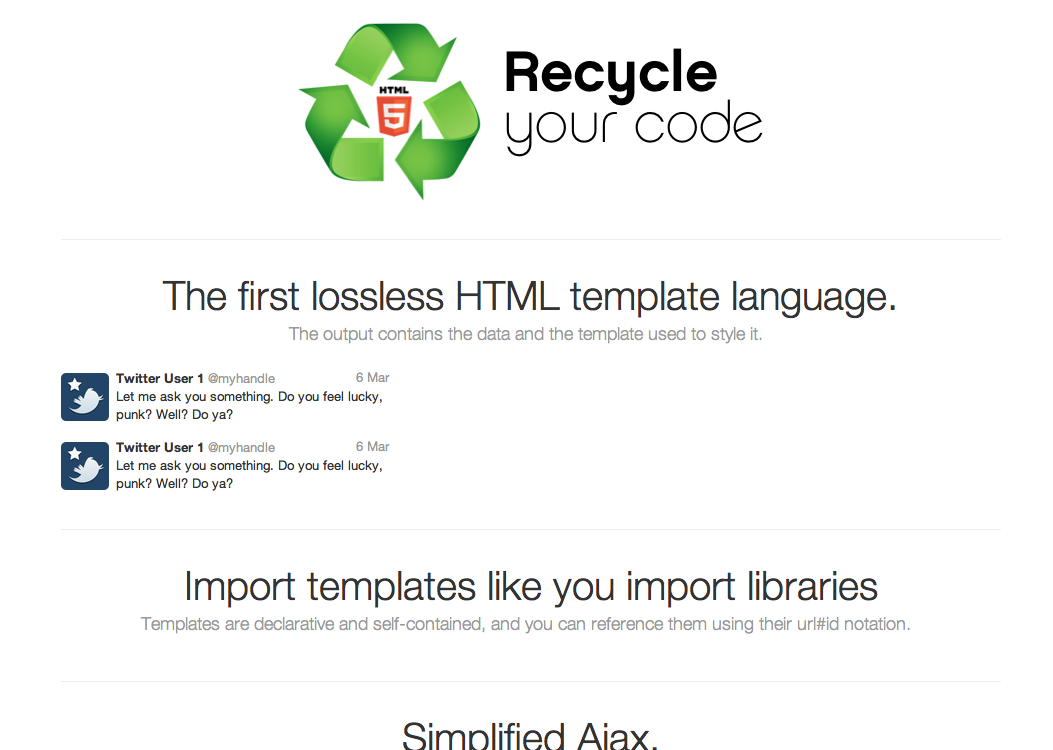 HTML
5
Recycle
your code
The first lossless HTML template language.
The output contains the data and the template used to style it.
Twitter User 1 @myhandle 6 Mar
Let me ask you something. Do you feel lucky,
punk? Well? Do ya?
Twitter User 1 @myhandle 6 Mar
Let me ask you something. Do you feel lucky,
punk? Well? Do ya?
Import templates like you import libraries
Templates are declarative and self-contained, and you can reference them using their url#id notation.
Simplified Ajax.